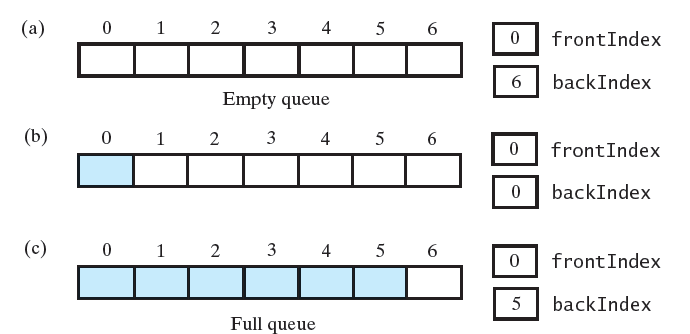 (a) 0 1 2 3 4 5 6 0 frontIndex
6 backIndex
Empty queue
(b) 0 1 2 3 4 5 6 0 frontIndex
0 backIndex
(c) 0 1 2 3 4 5 6 0 frontIndex
5 backIndex
Full queue